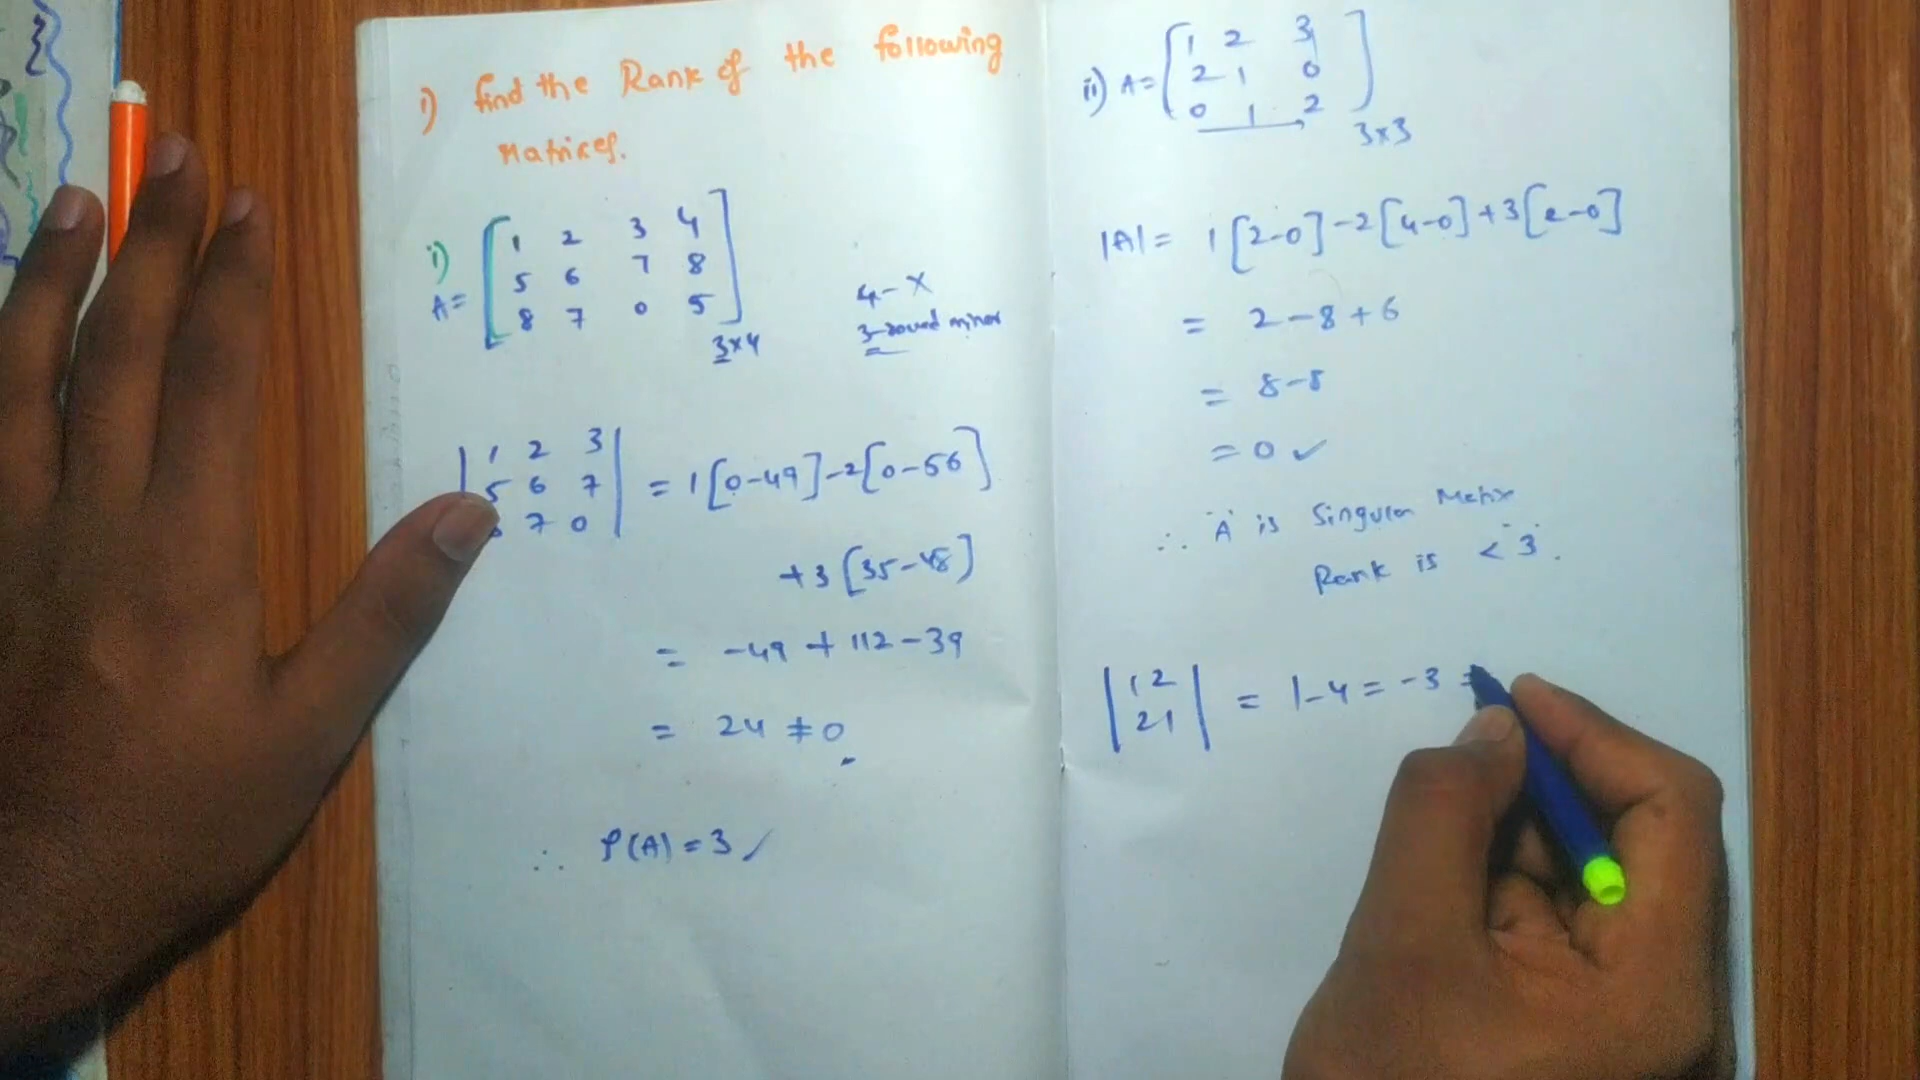 1) find the Rank of the following
Matrices.
i)
A= [ 1 2 3 4
5 6 7 8
8 7 0 5 ] 3x4
4-x
3-round minor
| 1 2 3
5 6 7
7 0 | = 1[0-49]-2[0-56]
+3[35-48]
= -49+112-39
= 24 ≠0
∴ ρ(A)=3 ✓
ii) A= [ 1 2 3
2 1 0
0 1 2 ] 3x3
|A|= 1[2-0]-2[4-0]+3[2-0]
= 2-8+6
= 8-8
= 0 ✓
∴ A is Singular
Rank is < 3.
| 1 2
2 1 | = 1-4 = -3